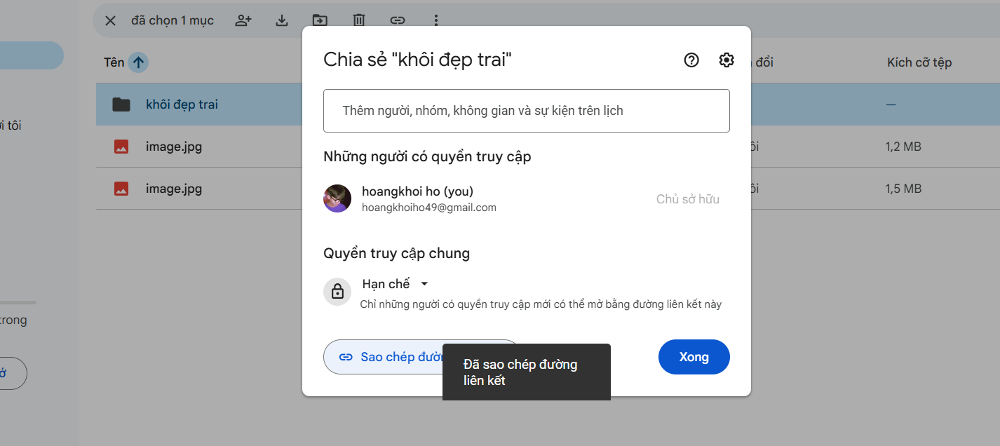 đã chọn 1 mục
Chia sẻ "khôi đẹp trai"
Tên
đổi
Kích cỡ tệp
Thêm người, nhóm, không gian và sự kiện trên lịch
khôi đẹp trai
—
tôi
image.jpg
1,2 MB
Những người có quyền truy cập
image.jpg
1,5 MB
hoangkhoi ho (you)
hoangkhoiho49@gmail.com
Chủ sở hữu
Quyền truy cập chung
Hạn chế
Chỉ những người có quyền truy cập mới có thể mở bằng đường liên kết này
trong
Sao chép
Đã sao chép đường
liên kết
Xong